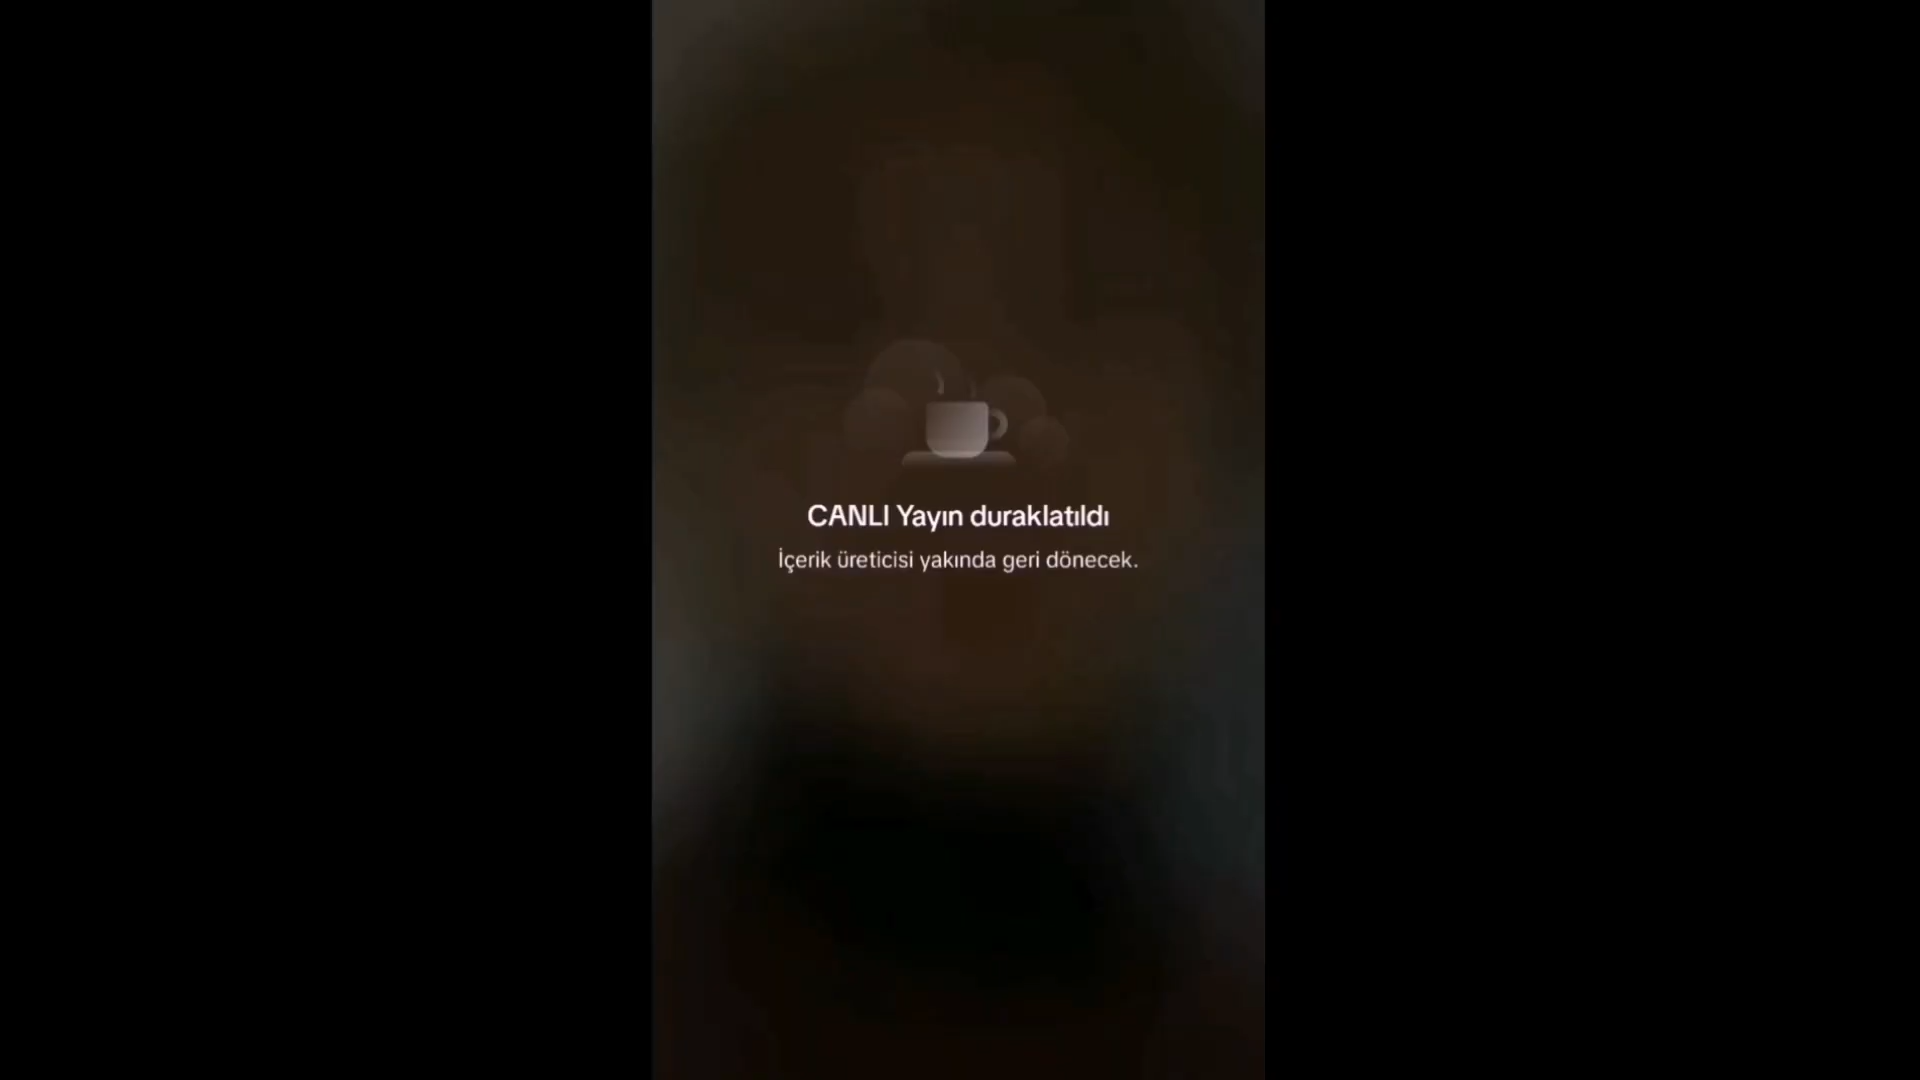 CANLI Yayın duraklatıldı
İçerik üreticisi yakında geri dönecek.